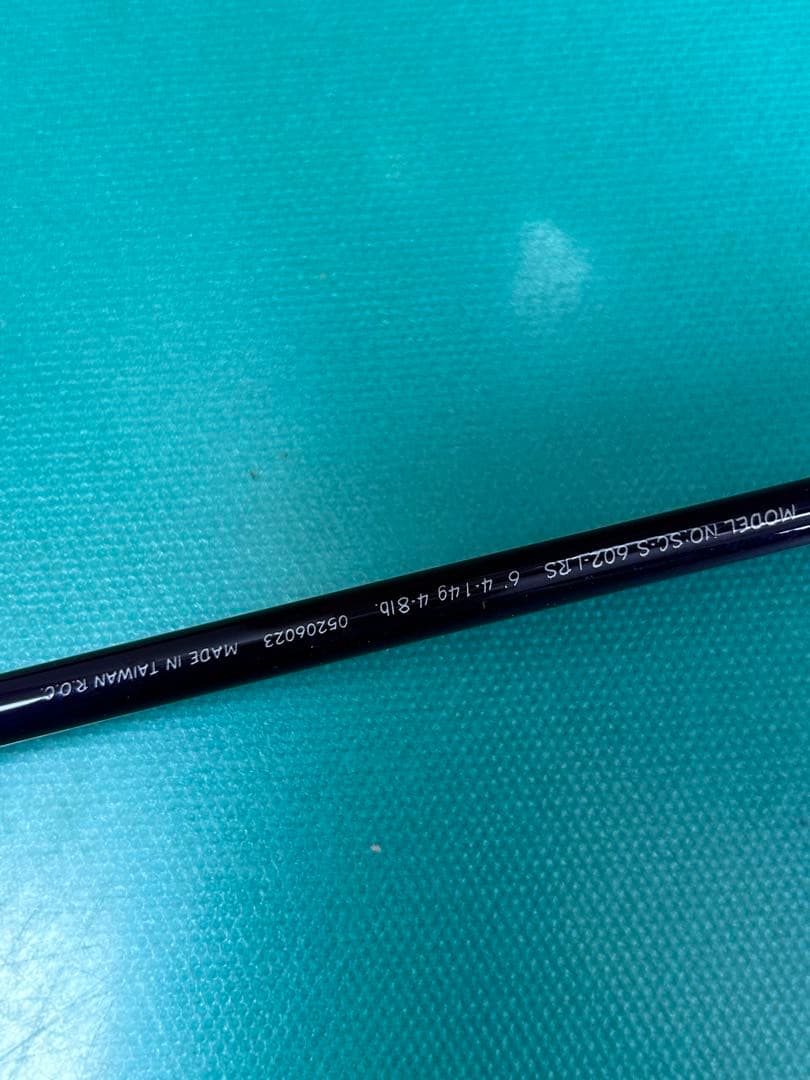 MODEL NO:SC-S 602-LRS 6' 4-14g 4-8lb. 05206023 MADE IN TAIWAN R.O.C.